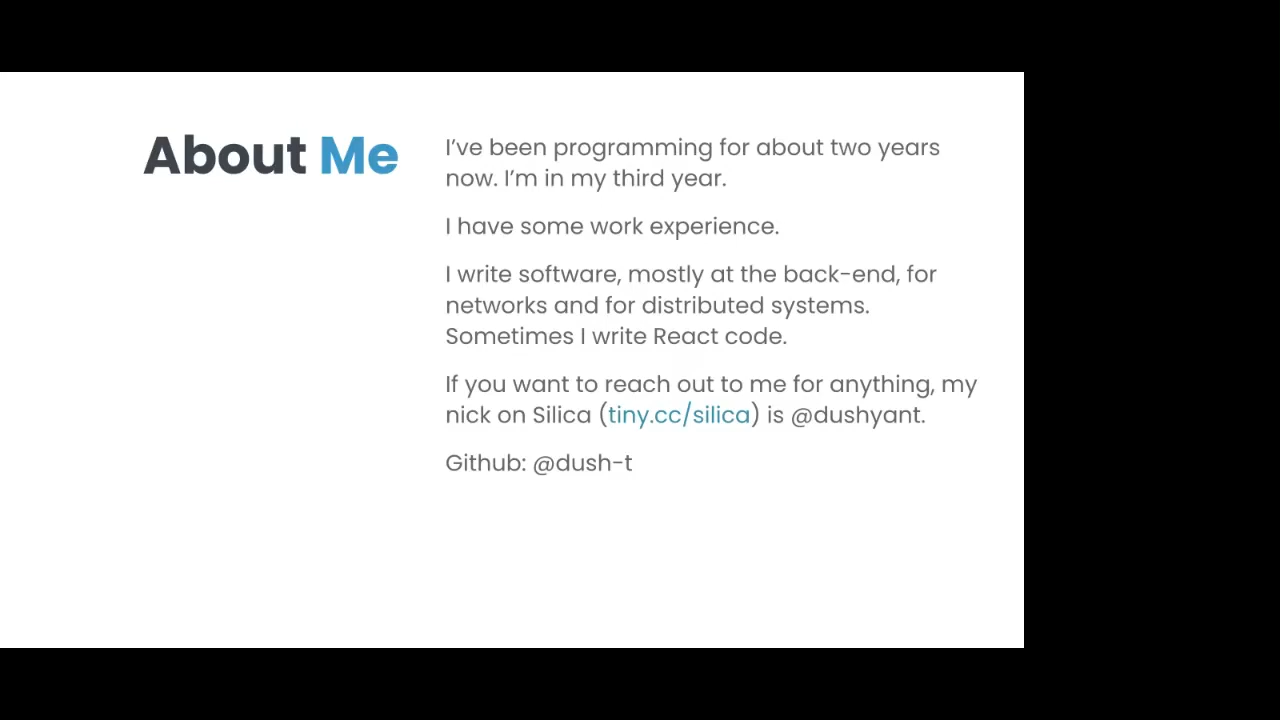 About Me
I’ve been programming for about two years
now. I’m in my third year.
I have some work experience.
I write software, mostly at the back-end, for
networks and for distributed systems.
Sometimes I write React code.
If you want to reach out to me for anything, my
nick on Silica (tiny.cc/silica) is @dushyant.
Github: @dush-t